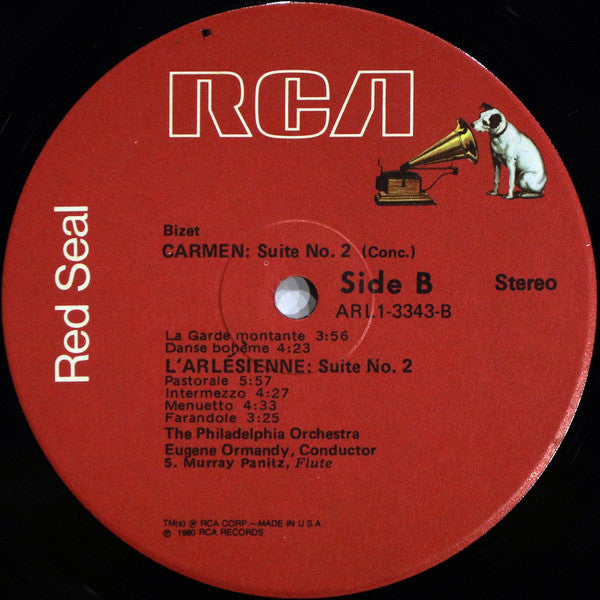 RCA
Red Seal
Bizet
CARMEN: Suite No. 2 (Conc.)
Side B
Stereo
ARL1-3343-B
La Garde montante 3:56
Danse bohème 4:23
L'ARLÉSIENNE: Suite No. 2
Pastorale 5:57
Intermezzo 4:27
Menuetto 4:33
Farandole 3:25
The Philadelphia Orchestra
Eugene Ormandy, Conductor
5. Murray Panitz, Flute
TM(s) ® RCA CORP.—MADE IN U.S.A.
℗ 1980 RCA RECORDS